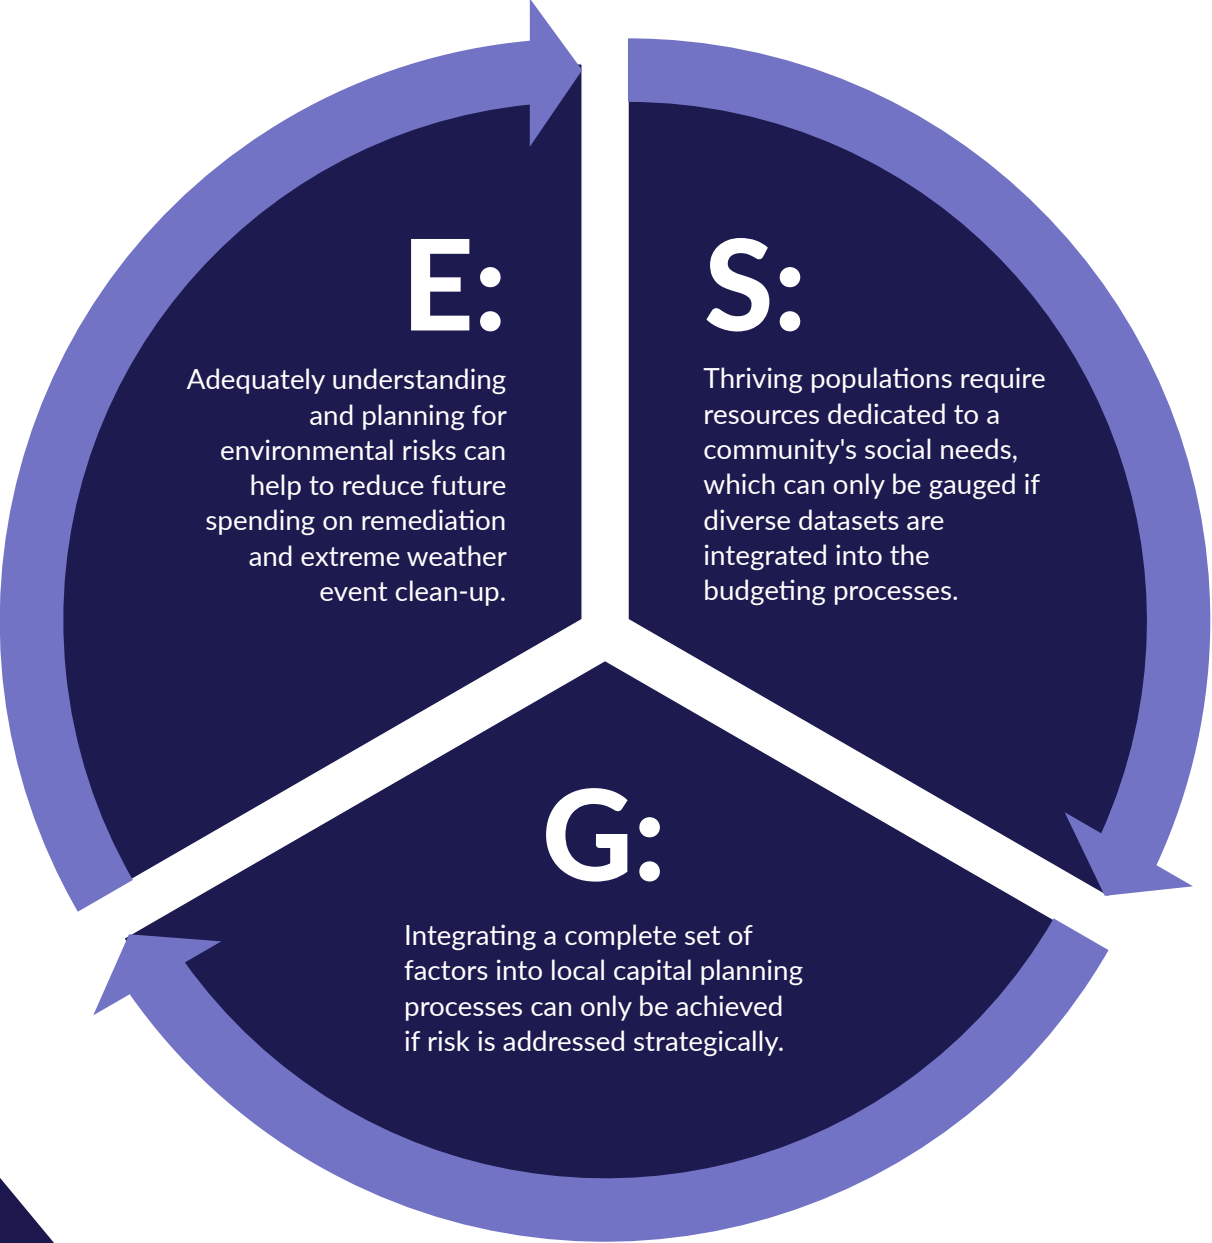 E:
Adequately understanding
and planning for
environmental risks can
help to reduce future
spending on remediation
and extreme weather
event clean-up.
S:
Thriving populations require
resources dedicated to a
community's social needs,
which can only be gauged if
diverse datasets are
integrated into the
budgeting processes.
G:
Integrating a complete set of
factors into local capital planning
processes can only be achieved
if risk is addressed strategically.